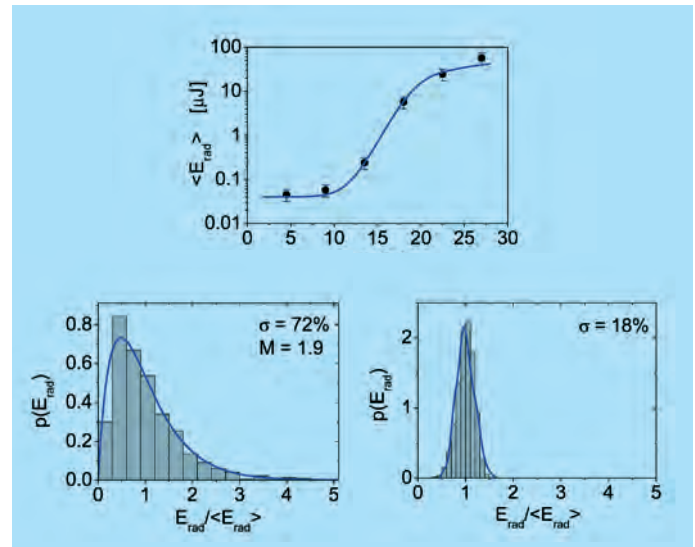 <E_rad> [μJ]
100
10
1
0.1
0.01
0 5 10 15 20 25 30
p(E_rad)
0.8
0.6
0.4
0.2
0.0
σ = 72%
M = 1.9
0 1 2 3 4 5
E_rad/<E_rad>
p(E_rad)
2
1
0
σ = 18%
0 1 2 3 4 5
E_rad/<E_rad>